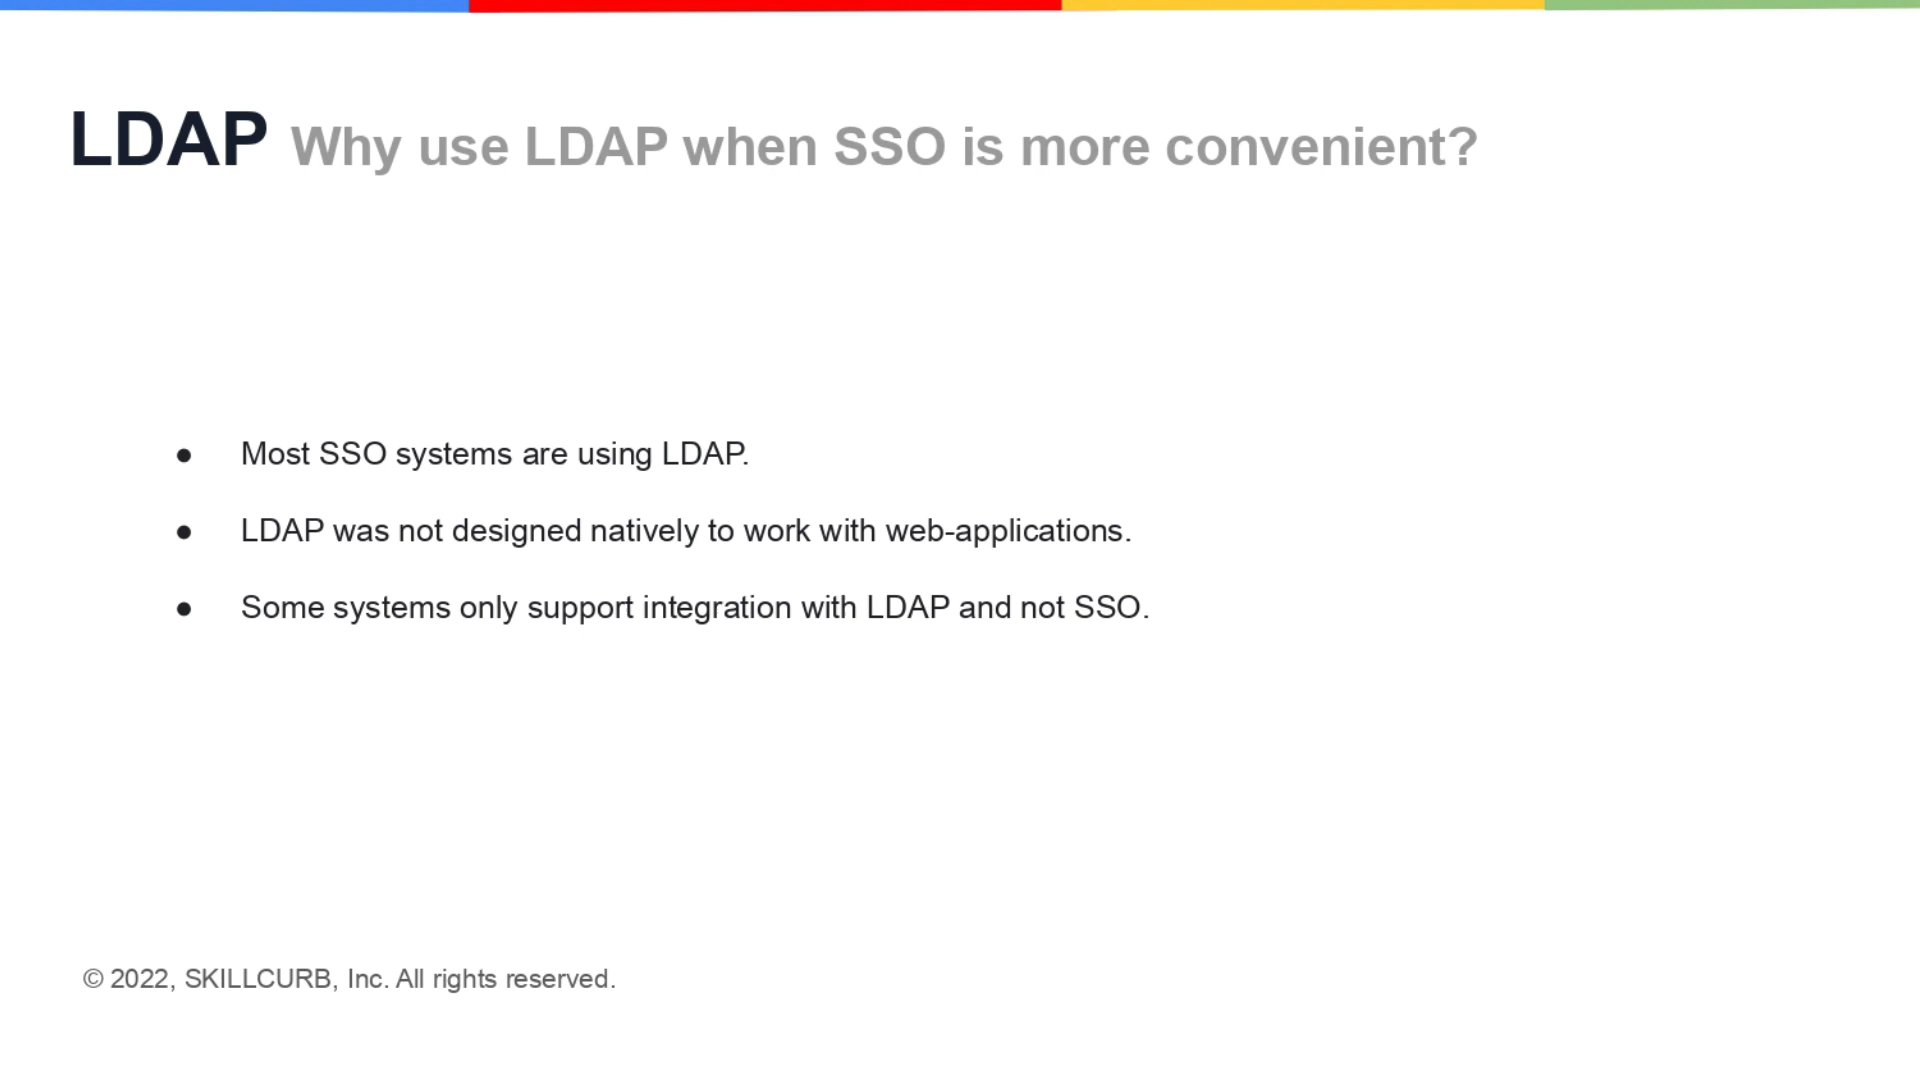 LDAP Why use LDAP when SSO is more convenient?
● Most SSO systems are using LDAP.
● LDAP was not designed natively to work with web-applications.
● Some systems only support integration with LDAP and not SSO.
© 2022, SKILLCURB, Inc. All rights reserved.